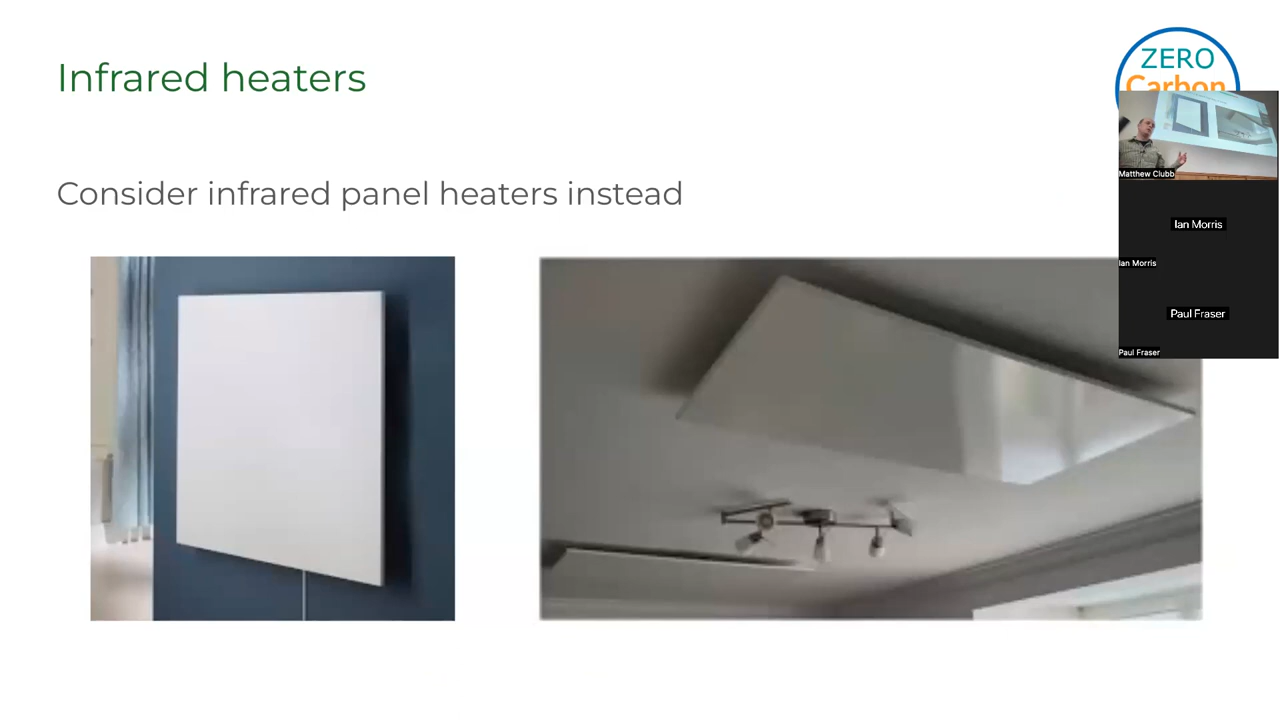 Infrared heaters
ZERO
Carbon
Consider infrared panel heaters instead
Matthew Clubb
Ian Morris
Ian Morris
Paul Fraser
Paul Fraser